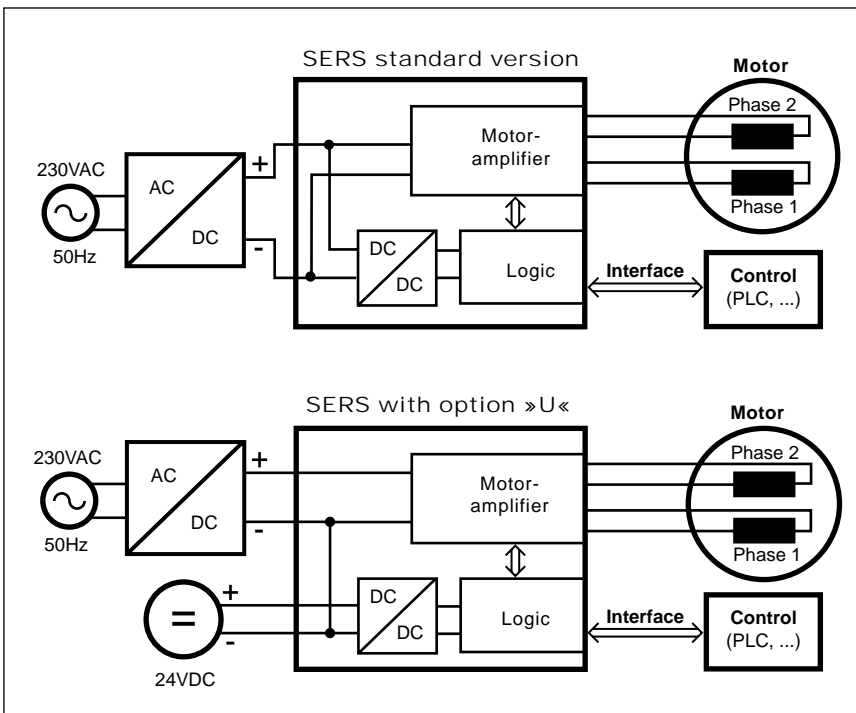 SERS standard version
Motor
Phase 2
Motor-
amplifier
+
230VAC
AC
Phase 1
DC
-
DC
50Hz
DC
Logic
Interface
Control
(PLC, ...)
SERS with option »U«
Motor
Phase 2
+
230VAC
AC
Motor-
amplifier
DC
-
50Hz
Phase 1
+
DC
=
DC
Logic
Interface
Control
(PLC, ...)
-
24VDC